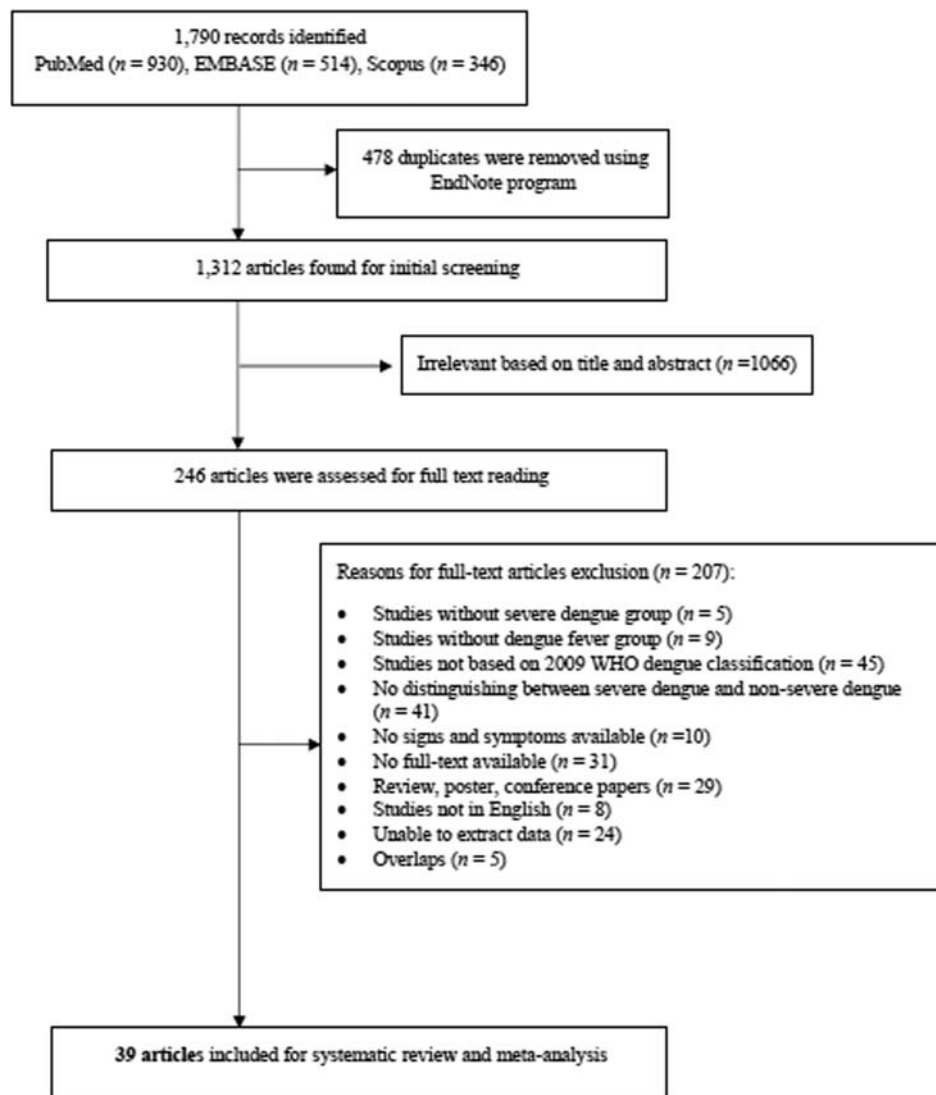 1,790 records identified
PubMed (n = 930), EMBASE (n = 514), Scopus (n = 346)
478 duplicates were removed using
EndNote program
1,312 articles found for initial screening
Irrelevant based on title and abstract (n =1066)
246 articles were assessed for full text reading
Reasons for full-text articles exclusion (n = 207):
• Studies without severe dengue group (n = 5)
• Studies without dengue fever group (n = 9)
• Studies not based on 2009 WHO dengue classification (n = 45)
• No distinguishing between severe dengue and non-severe dengue
(n = 41)
• No signs and symptoms available (n =10)
• No full-text available (n = 31)
• Review, poster, conference papers (n = 29)
• Studies not in English (n = 8)
• Unable to extract data (n = 24)
• Overlaps (n = 5)
39 articles included for systematic review and meta-analysis